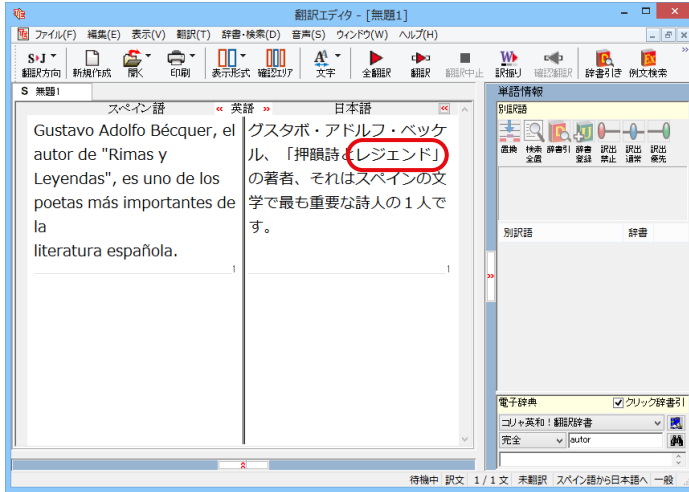 翻訳エディタ - [無題1]
ファイル(F) 編集(E) 表示(V) 翻訳(T) 辞書・検索(D) 音声(S) ウィンドウ(W) ヘルプ(H)
S›J
翻訳方向 新規作成 開く 印刷 表示形式 確認エリア 文字 全翻訳 翻訳 翻訳中止 訳振り 確認翻訳 辞書引き 例文検索
S 無題1
単語情報
スペイン語 « 英語 » 日本語 «
別訳語
Gustavo Adolfo Bécquer, el
autor de "Rimas y
Leyendas", es uno de los
poetas más importantes de
la
literatura española.
1
グスタボ・アドルフ・ベッケ
ル、「押韻詩とレジェンド」
の著者、それはスペインの文
学で最も重要な詩人の１人で
す。
1
置換 検索全置 辞書引 辞書登録 訳出禁止 訳出通常 訳出優先
別訳語 辞書
»
電子辞典 クリック辞書引
コリャ英和！翻訳辞書
完全 autor
待機中 訳文 1 / 1 文 未翻訳 スペイン語から日本語へ 一般